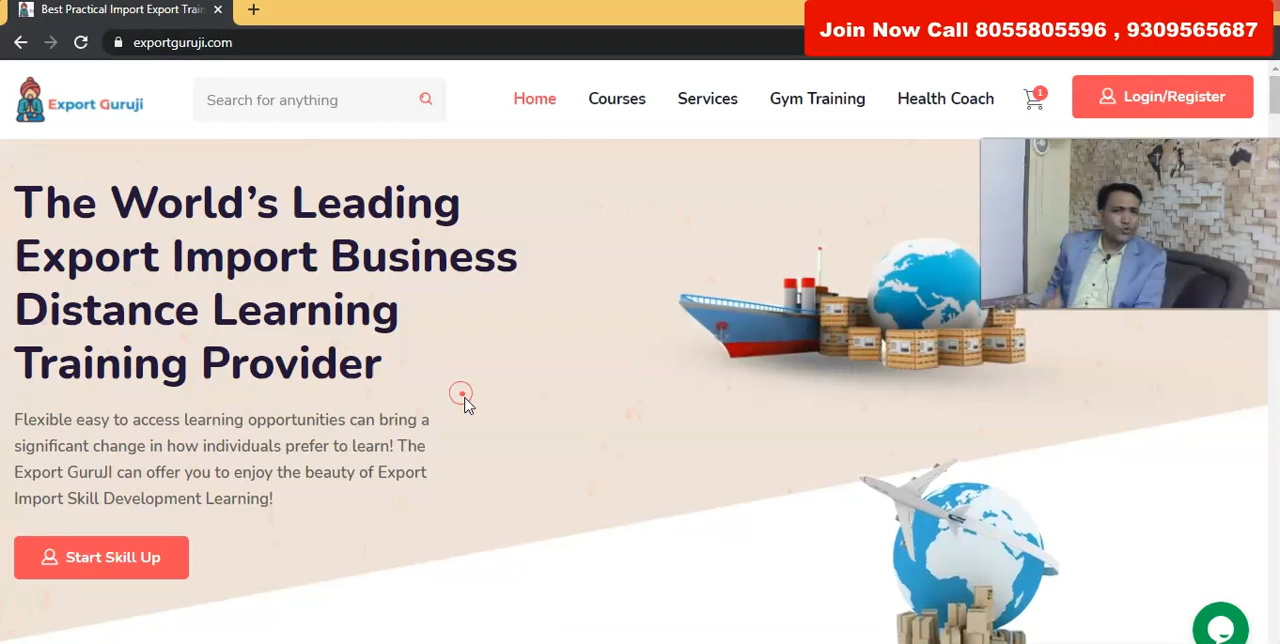 Best Practical Import Export Train
Join Now Call 8055805596 , 9309565687
exportguruji.com
Export Guruji
Search for anything
Home
Courses
Services
Gym Training
Health Coach
1
Login/Register
The World's Leading
Export Import Business
Distance Learning
Training Provider
Flexible easy to access learning opportunities can bring a
significant change in how individuals prefer to learn! The
Export GuruJI can offer you to enjoy the beauty of Export
Import Skill Development Learning!
Start Skill Up